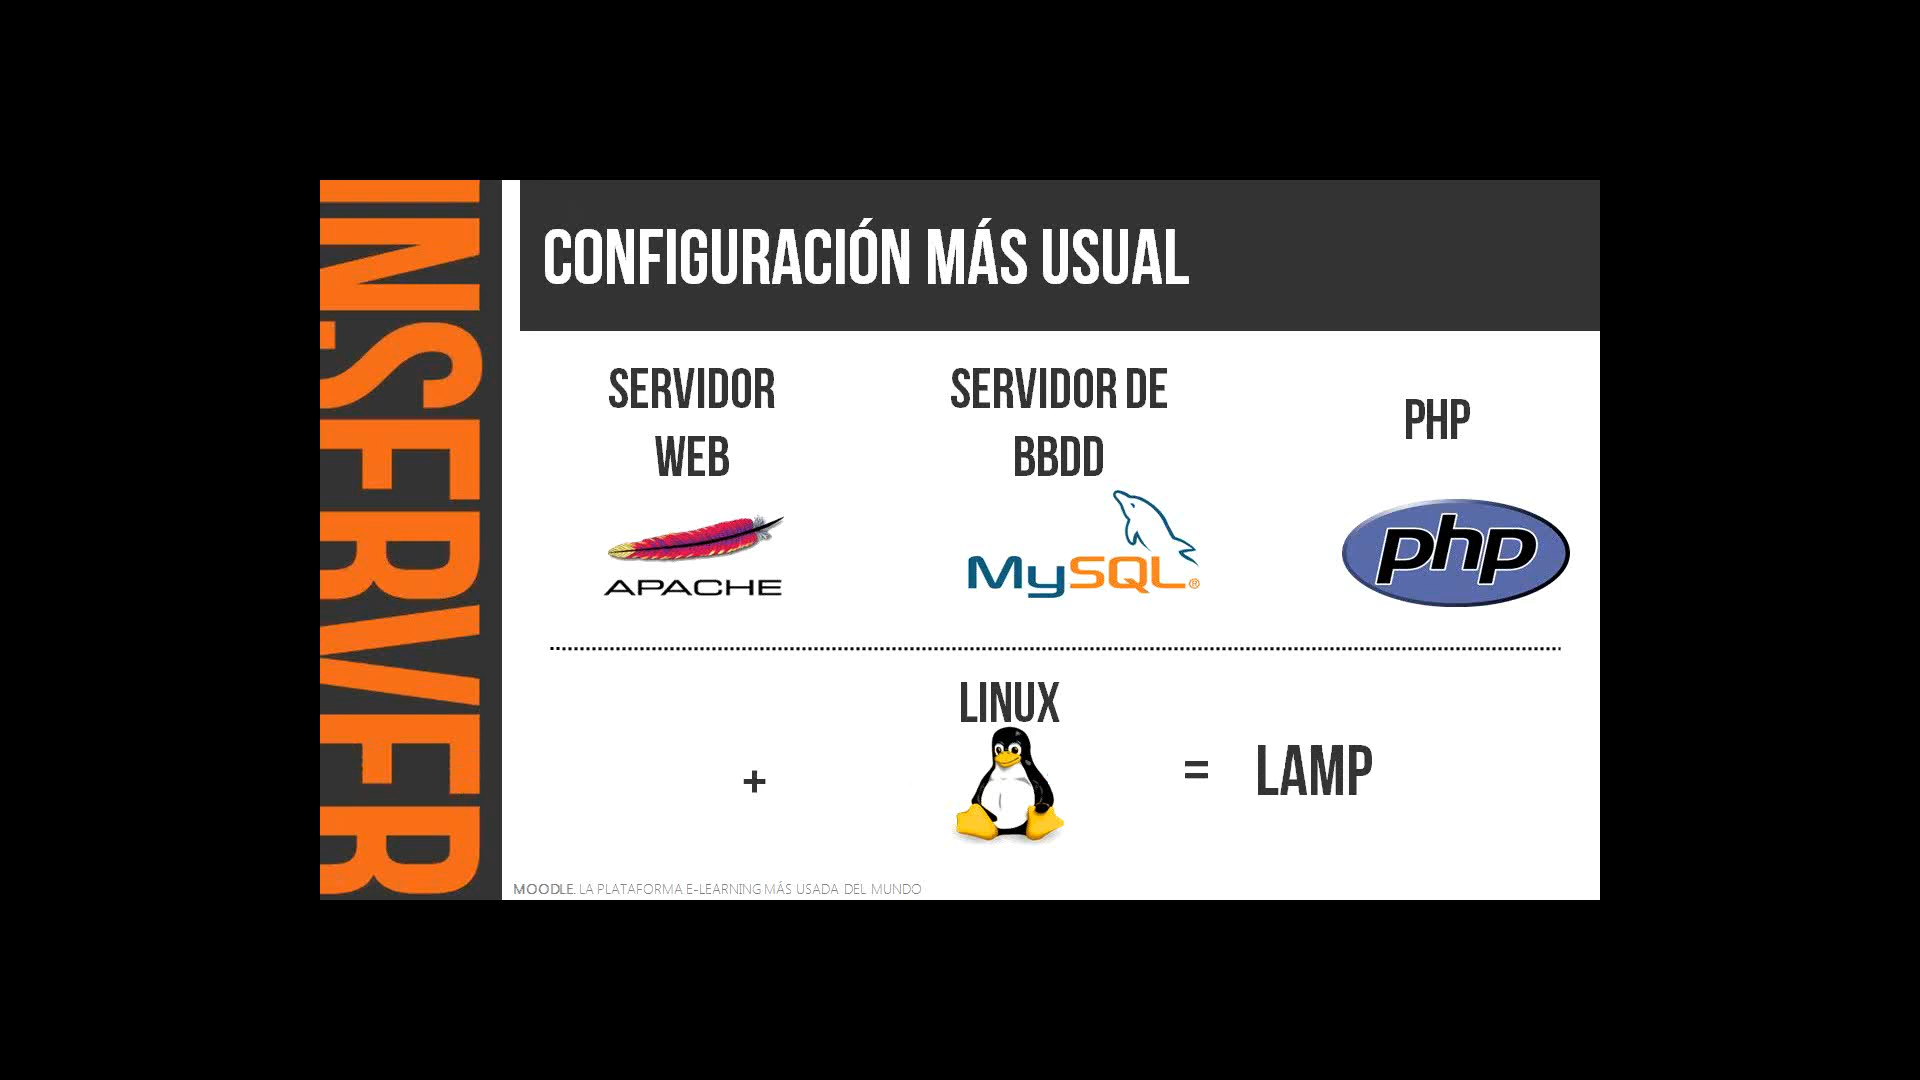 INSERVER
CONFIGURACIÓN MÁS USUAL
SERVIDOR
WEB
SERVIDOR DE
BBDD
PHP
APACHE
MySQL®
php
LINUX
+
= LAMP
MOODLE. LA PLATAFORMA E-LEARNING MÁS USADA DEL MUNDO